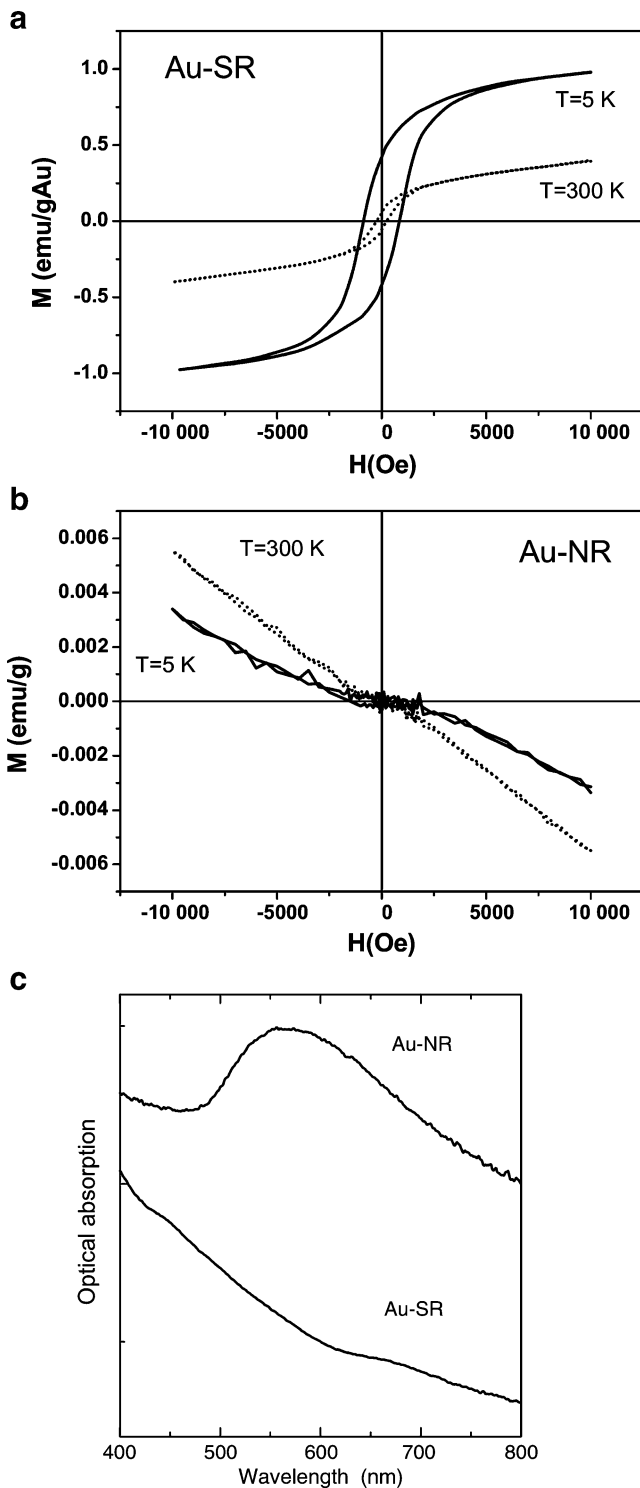 a
Au-SR
T=5 K
T=300 K
1.0
0.5
0.0
-0.5
-1.0
M (emu/gAu)
-10 000 -5000 0 5000 10 000
H(Oe)
b
T=300 K
Au-NR
T=5 K
0.006
0.004
0.002
0.000
-0.002
-0.004
-0.006
M (emu/g)
-10 000 -5000 0 5000 10 000
H(Oe)
c
Au-NR
Au-SR
Optical absorption
400 500 600 700 800
Wavelength (nm)